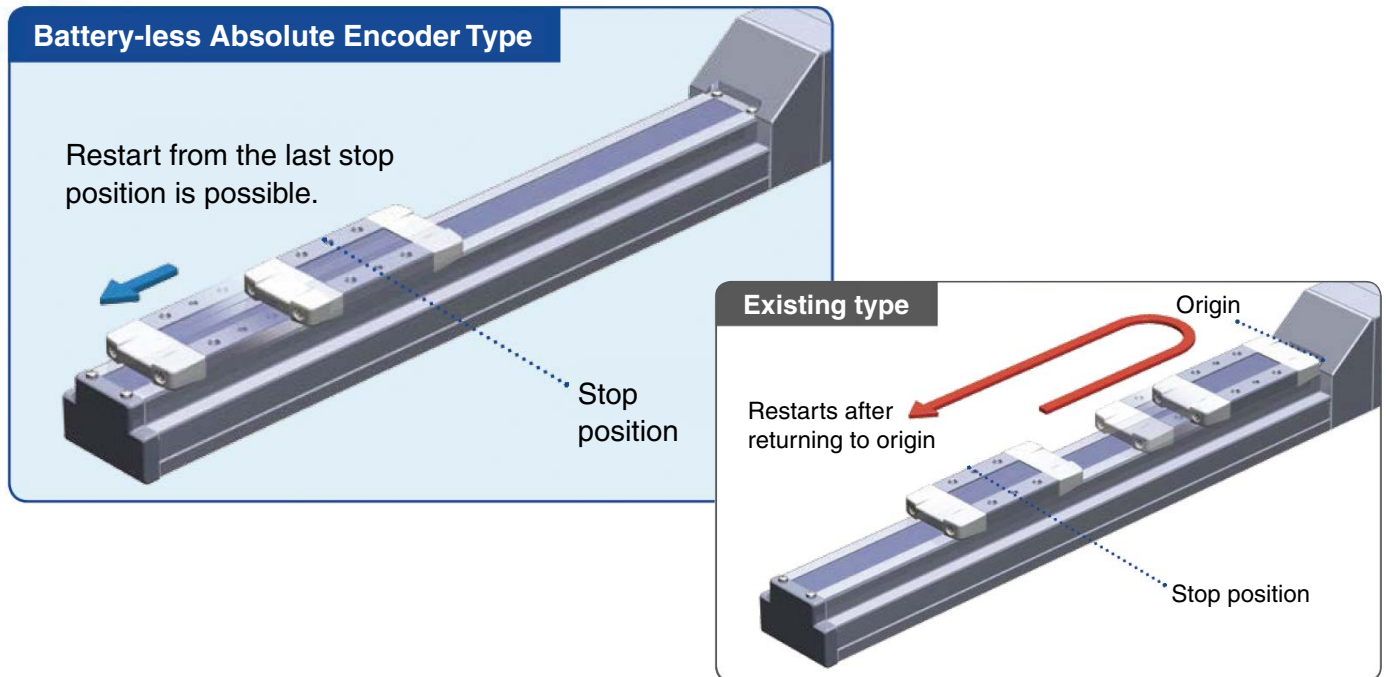 Battery-less Absolute Encoder Type
Restart from the last stop
position is possible.
Stop
position
Existing type
Origin
Restarts after
returning to origin
Stop position